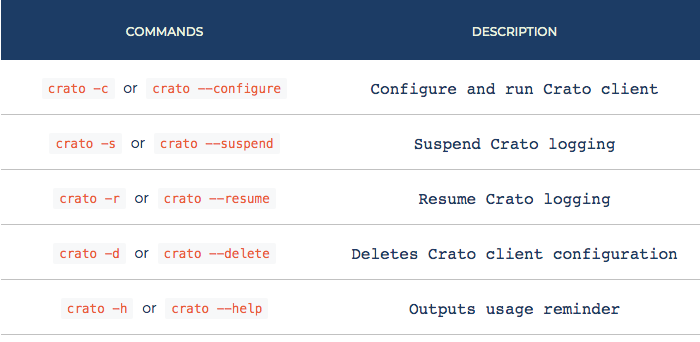 COMMANDS DESCRIPTION
crato -c or crato --configure Configure and run Crato client
crato -s or crato --suspend Suspend Crato logging
crato -r or crato --resume Resume Crato logging
crato -d or crato --delete Deletes Crato client configuration
crato -h or crato --help Outputs usage reminder